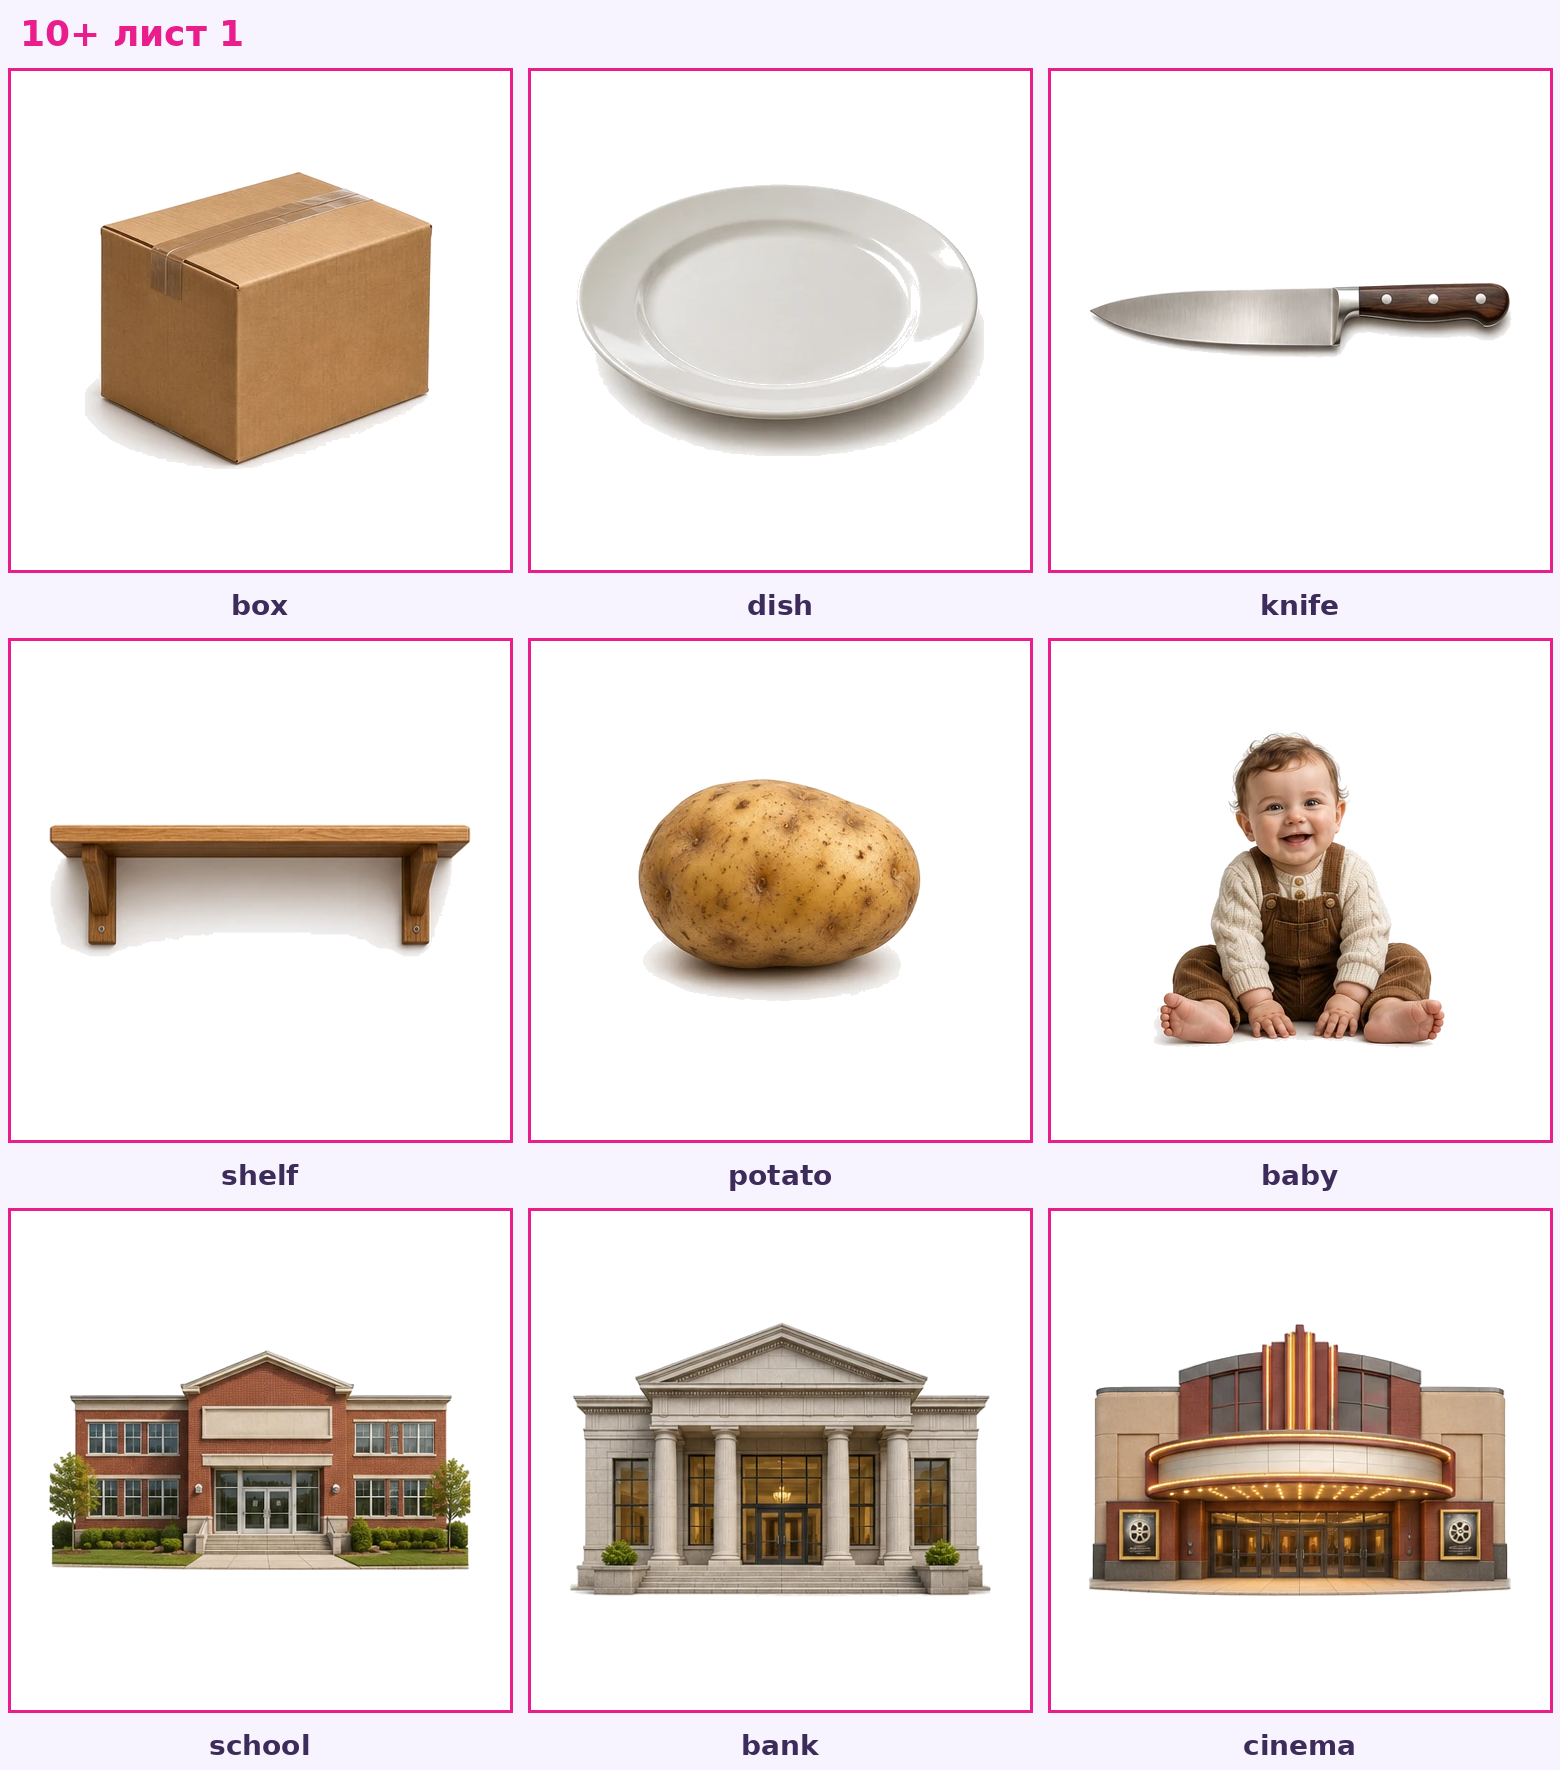 10+ лист 1
box
dish
knife
shelf
potato
baby
school
bank
cinema